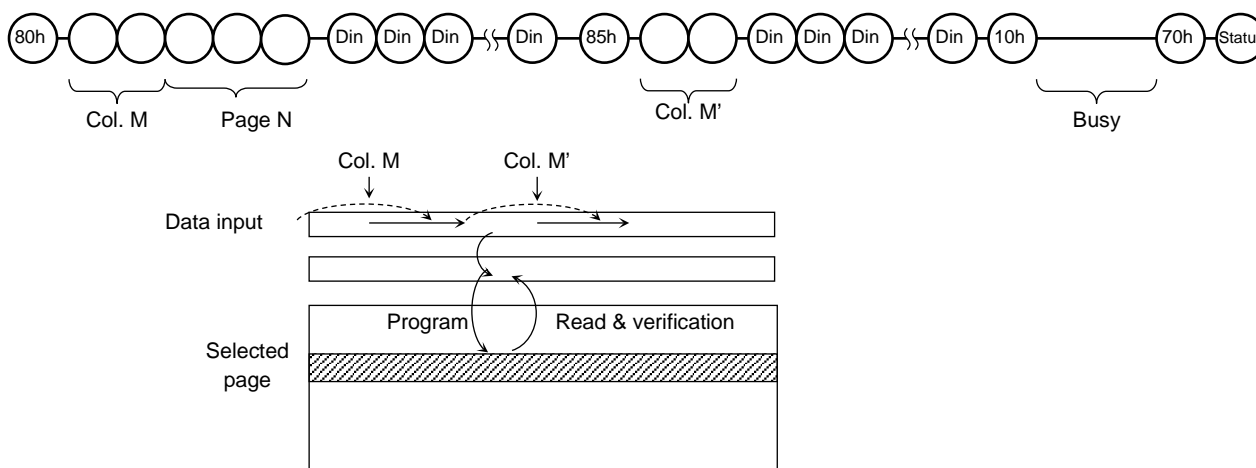 80h Din Din Din Din 85h Din Din Din Din 10h 70h Statu
Col. M Page N Col. M' Busy
Col. M Col. M'
Data input
Program Read & verification
Selected
page